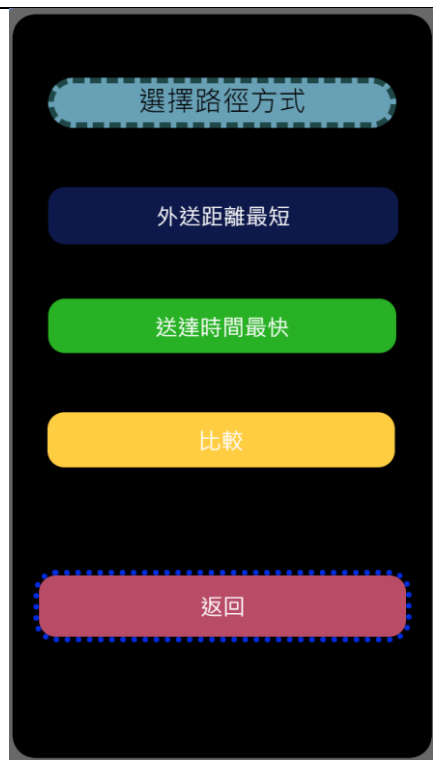 選擇路徑方式
外送距離最短
送達時間最快
比較
返回